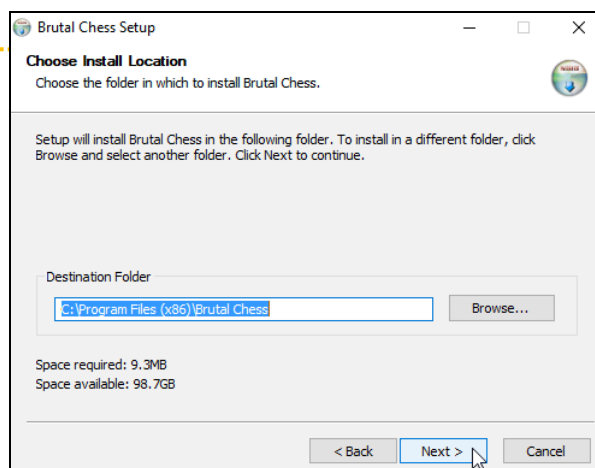 Brutal Chess Setup
Choose Install Location
Choose the folder in which to install Brutal Chess.
Setup will install Brutal Chess in the following folder. To install in a different folder, click
Browse and select another folder. Click Next to continue.
Destination Folder
C:\Program Files (x86)\Brutal Chess
Browse...
Space required: 9.3MB
Space available: 98.7GB
< Back
Next >
Cancel